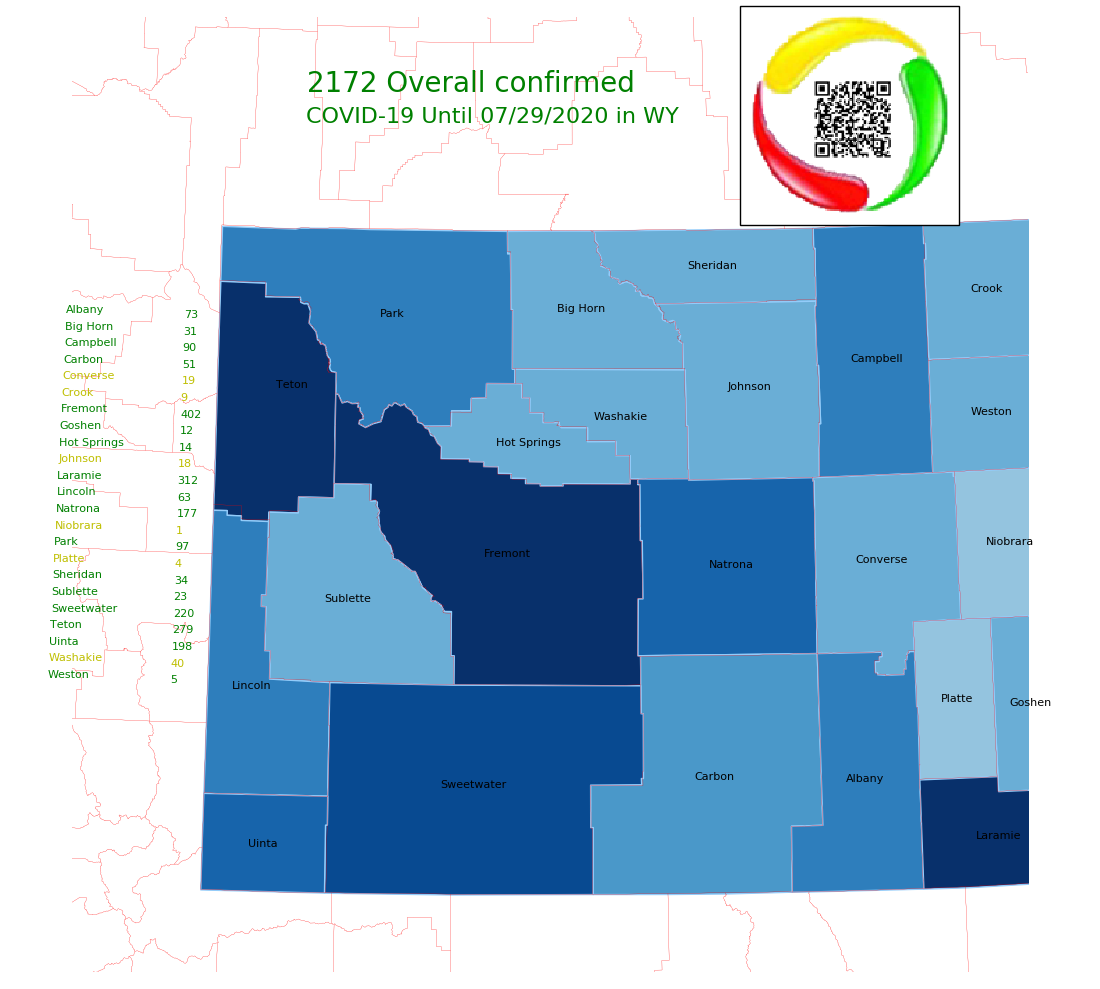 2172 Overall confirmed
COVID-19 Until 07/29/2020 in WY
Albany 73
Big Horn 31
Campbell 90
Carbon 51
Converse 19
Crook 9
Fremont 402
Goshen 12
Hot Springs 14
Johnson 18
Laramie 312
Lincoln 63
Natrona 177
Niobrara 1
Park 97
Platte 4
Sheridan 34
Sublette 23
Sweetwater 220
Teton 279
Uinta 198
Washakie 40
Weston 5
Sheridan
Crook
Big Horn
Park
Campbell
Teton
Johnson
Weston
Washakie
Hot Springs
Niobrara
Fremont
Converse
Natrona
Sublette
Lincoln
Platte
Goshen
Carbon
Albany
Sweetwater
Laramie
Uinta